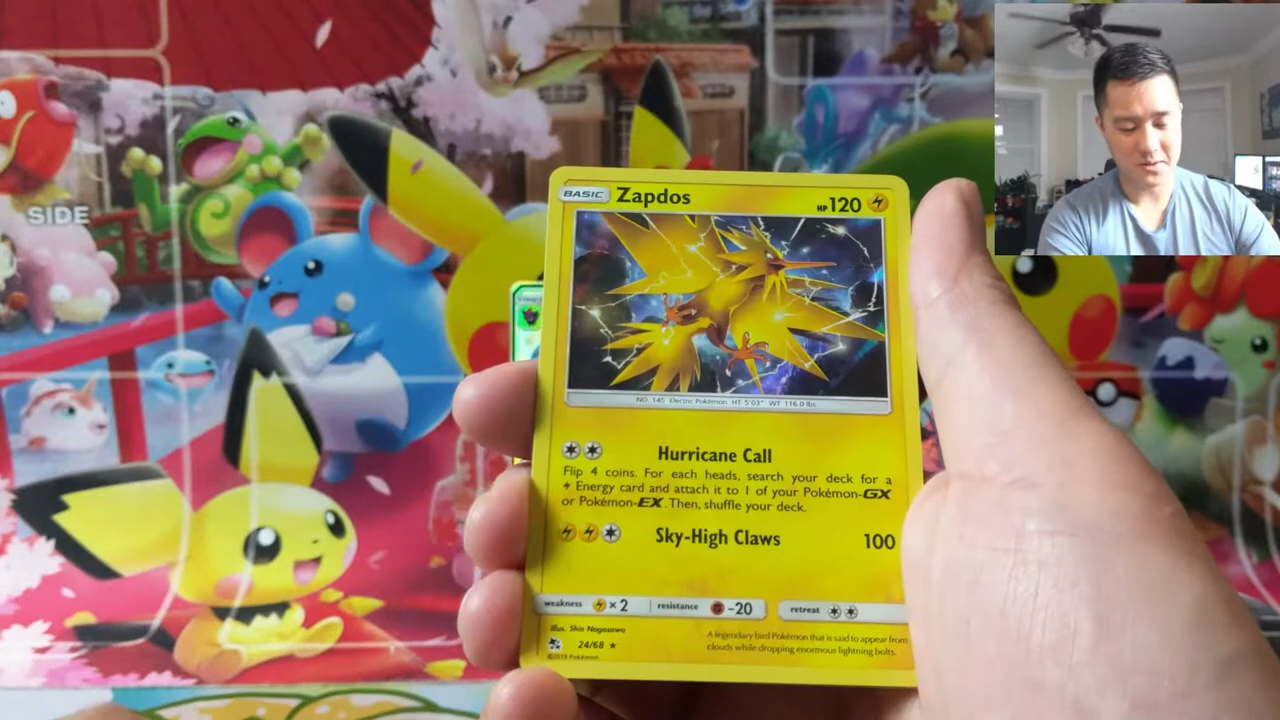 SIDE
BASIC Zapdos HP 120
NO. 145 Electric Pokémon HT: 5'03" WT: 116.0 lbs.
Hurricane Call
Flip 4 coins. For each heads, search your deck for a
Energy card and attach it to 1 of your Pokémon-GX
or Pokémon-EX. Then, shuffle your deck.
Sky-High Claws 100
weakness ×2 resistance -20 retreat
Illus. Shin Nagasawa
24/68 ★
©2019 Pokémon
A legendary bird Pokémon that is said to appear from
clouds while dropping enormous lightning bolts.